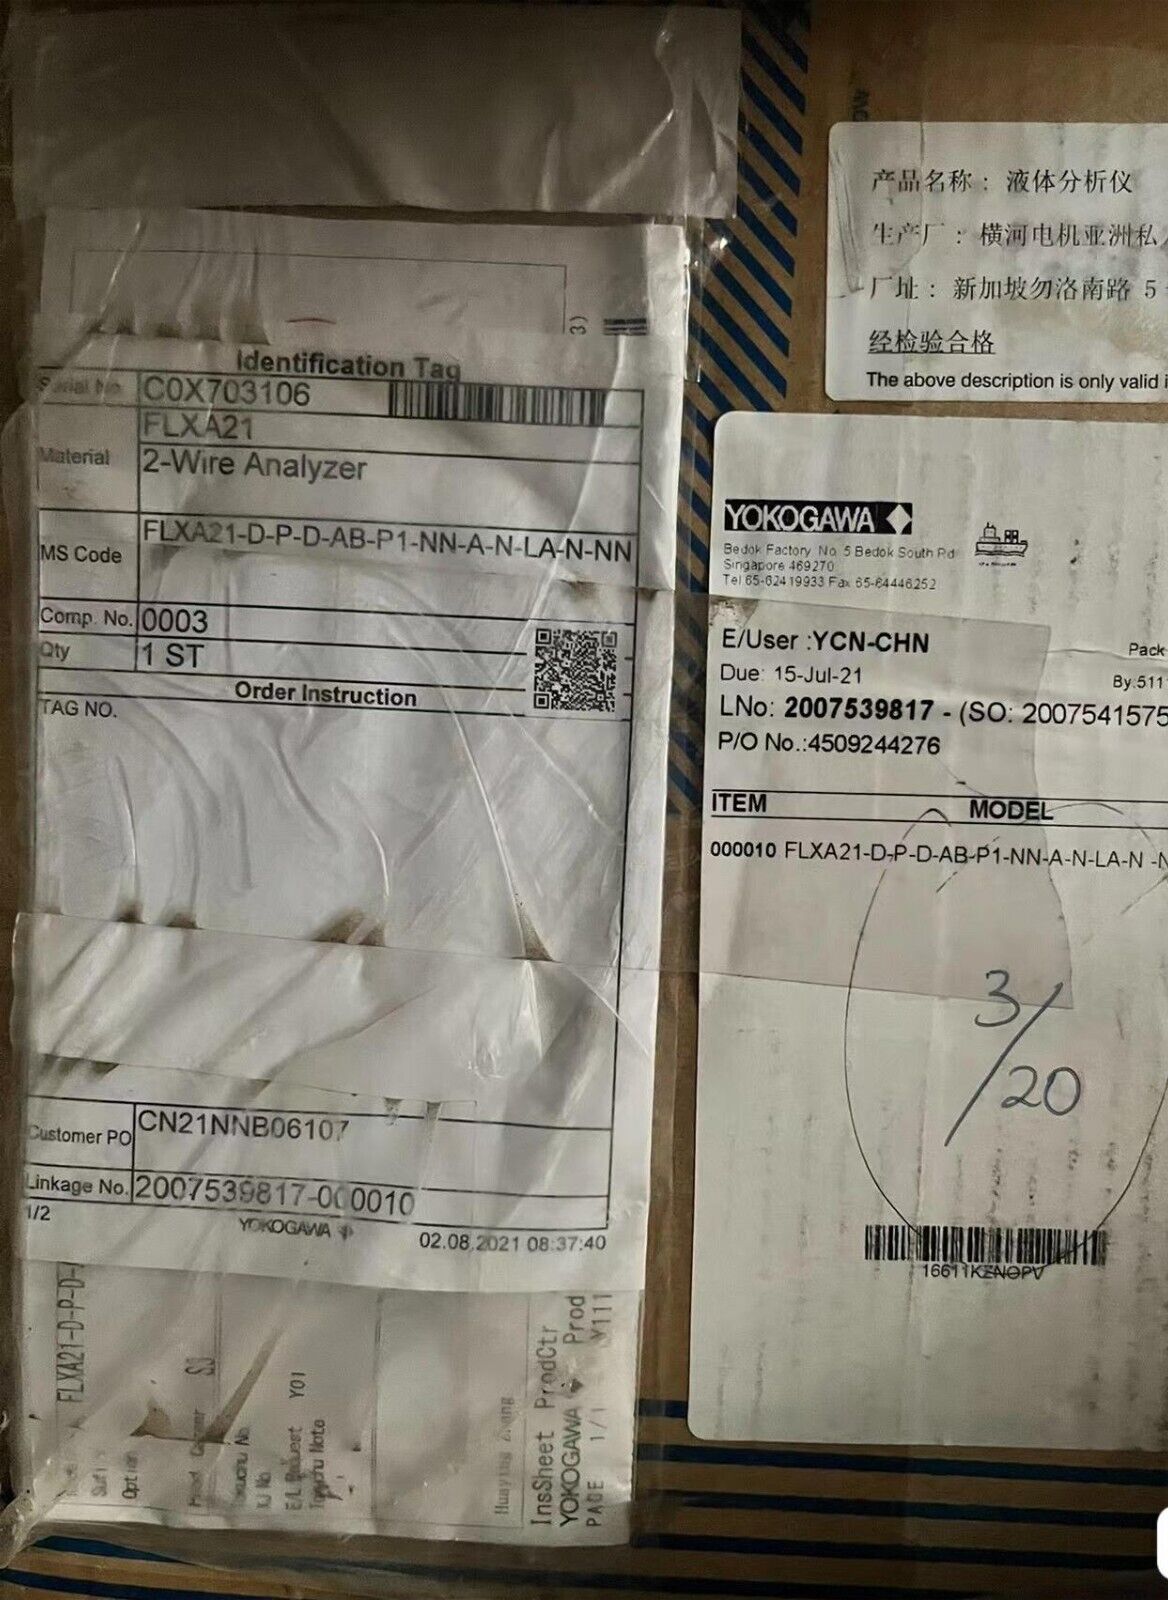 Identification Tag
Serial No. C0X703106
FLXA21
Material 2-Wire Analyzer
MS Code FLXA21-D-P-D-AB-P1-NN-A-N-LA-N-NN
Comp. No. 0003
Qty 1 ST
Order Instruction
TAG NO.
Customer PO CN21NNB06107
Linkage No. 2007539817-000010
1/2
YOKOGAWA
02.08.2021 08:37:40
FLXA21-D-P-D-
Option
E/L Request Y01
InsSheet ProdCtr
YOKOGAWA Prod
PAGE 1/1 Y111
产品名称： 液体分析仪
生产厂： 横河电机亚洲私
厂址： 新加坡勿洛南路 5
经检验合格
The above description is only valid i
YOKOGAWA
Bedok Factory No. 5 Bedok South Rd
Singapore 469270
Tel 65-62419933 Fax 65-64446252
E/User :YCN-CHN
Pack
Due: 15-Jul-21
By:511
LNo: 2007539817 - (SO: 2007541575
P/O No.:4509244276
ITEM MODEL
000010 FLXA21-D-P-D-AB-P1-NN-A-N-LA-N -N
3/20
16611KZNOPV